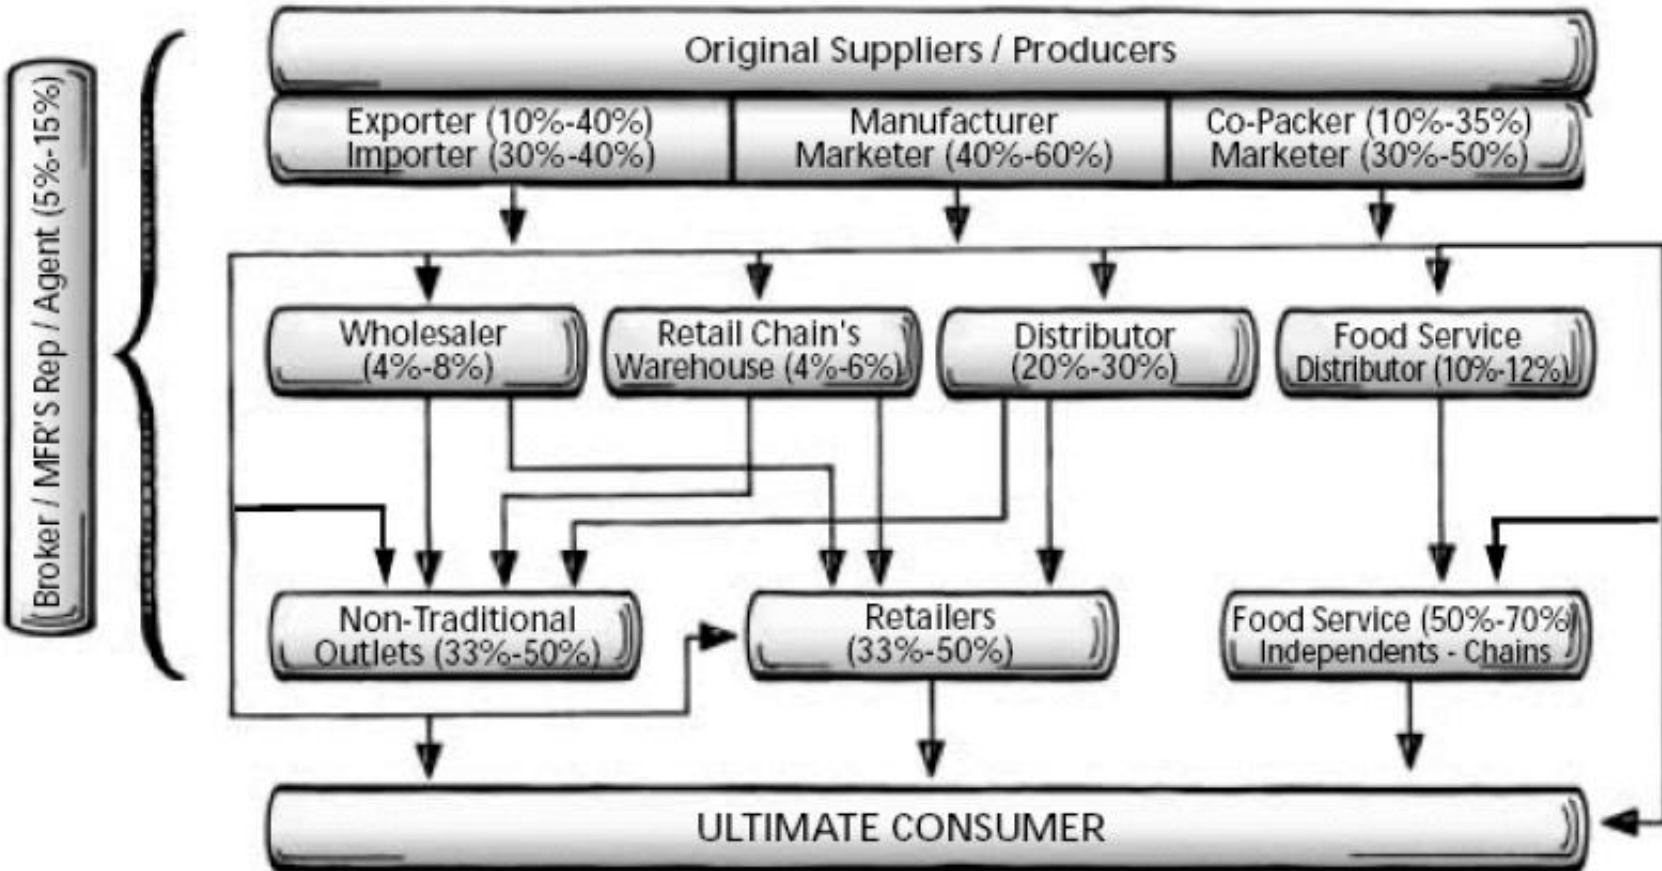 Original Suppliers / Producers
Broker / MFR'S Rep / Agent (5%-15%)
Exporter (10%-40%)
Importer (30%-40%)
Manufacturer
Marketer (40%-60%)
Co-Packer (10%-35%)
Marketer (30%-50%)
Wholesaler
(4%-8%)
Retail Chain's
Warehouse (4%-6%)
Distributor
(20%-30%)
Food Service
Distributor (10%-12%)
Non-Traditional
Outlets (33%-50%)
Retailers
(33%-50%)
Food Service (50%-70%)
Independents - Chains
ULTIMATE CONSUMER